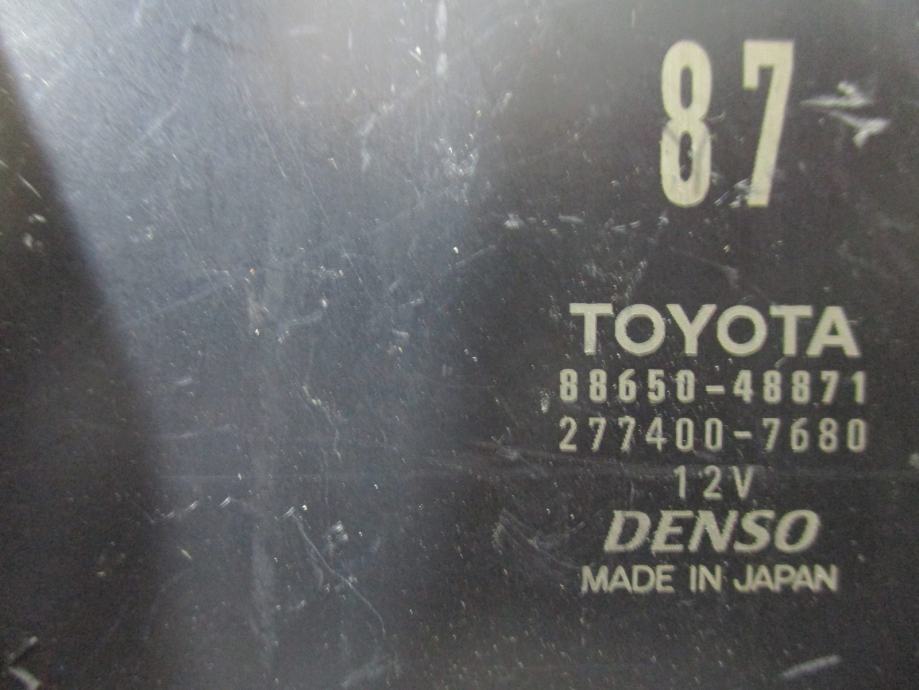 87
TOYOTA
88650-48871
277400-7680
12V
DENSO
MADE IN JAPAN